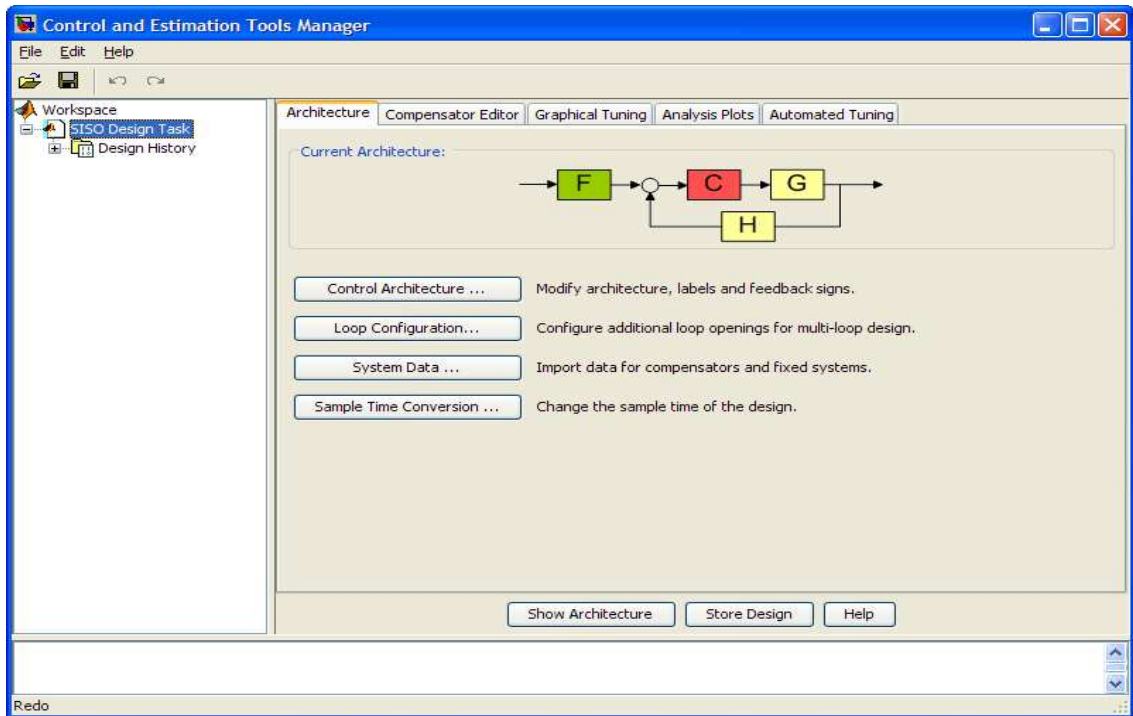 Control and Estimation Tools Manager
File Edit Help
Workspace
SISO Design Task
Design History
Architecture Compensator Editor Graphical Tuning Analysis Plots Automated Tuning
Current Architecture:
F C G
H
Control Architecture ... Modify architecture, labels and feedback signs.
Loop Configuration... Configure additional loop openings for multi-loop design.
System Data ... Import data for compensators and fixed systems.
Sample Time Conversion ... Change the sample time of the design.
Show Architecture Store Design Help
Redo